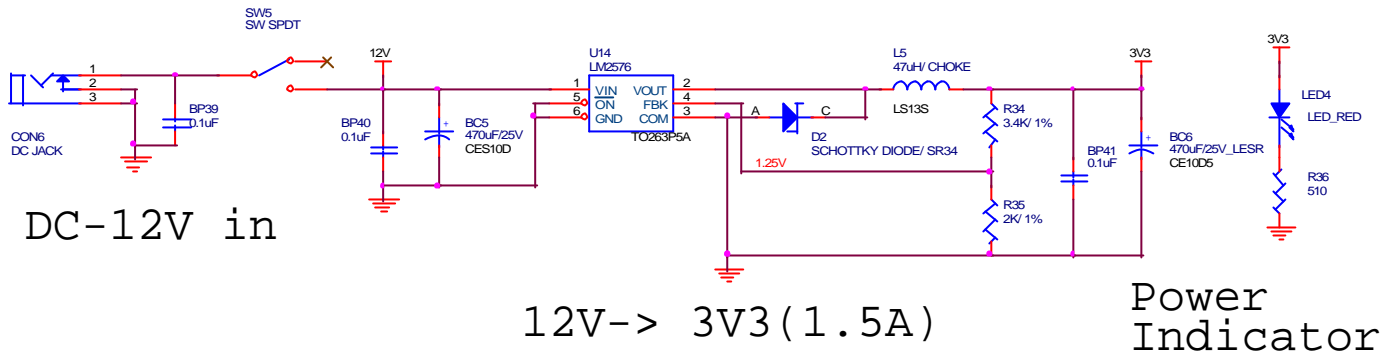 SW5
SW SPDT
1
2
3
CON6
DC JACK
BP39
0.1uF
12V
BP40
0.1uF
+
BC5
470uF/25V
CES10D
U14
LM2576
1
VIN
VOUT
2
5
ON
FBK
4
6
GND
COM
3
TO263P5A
A
C
D2
SCHOTTKY DIODE/ SR34
L5
47uH/ CHOKE
LS13S
1.25V
R34
3.4K/ 1%
R35
2K/ 1%
BP41
0.1uF
3V3
+
BC6
470uF/25V_LESR
CE10D5
3V3
LED4
LED_RED
R36
510
DC-12V in
12V-> 3V3(1.5A)
Power
Indicator